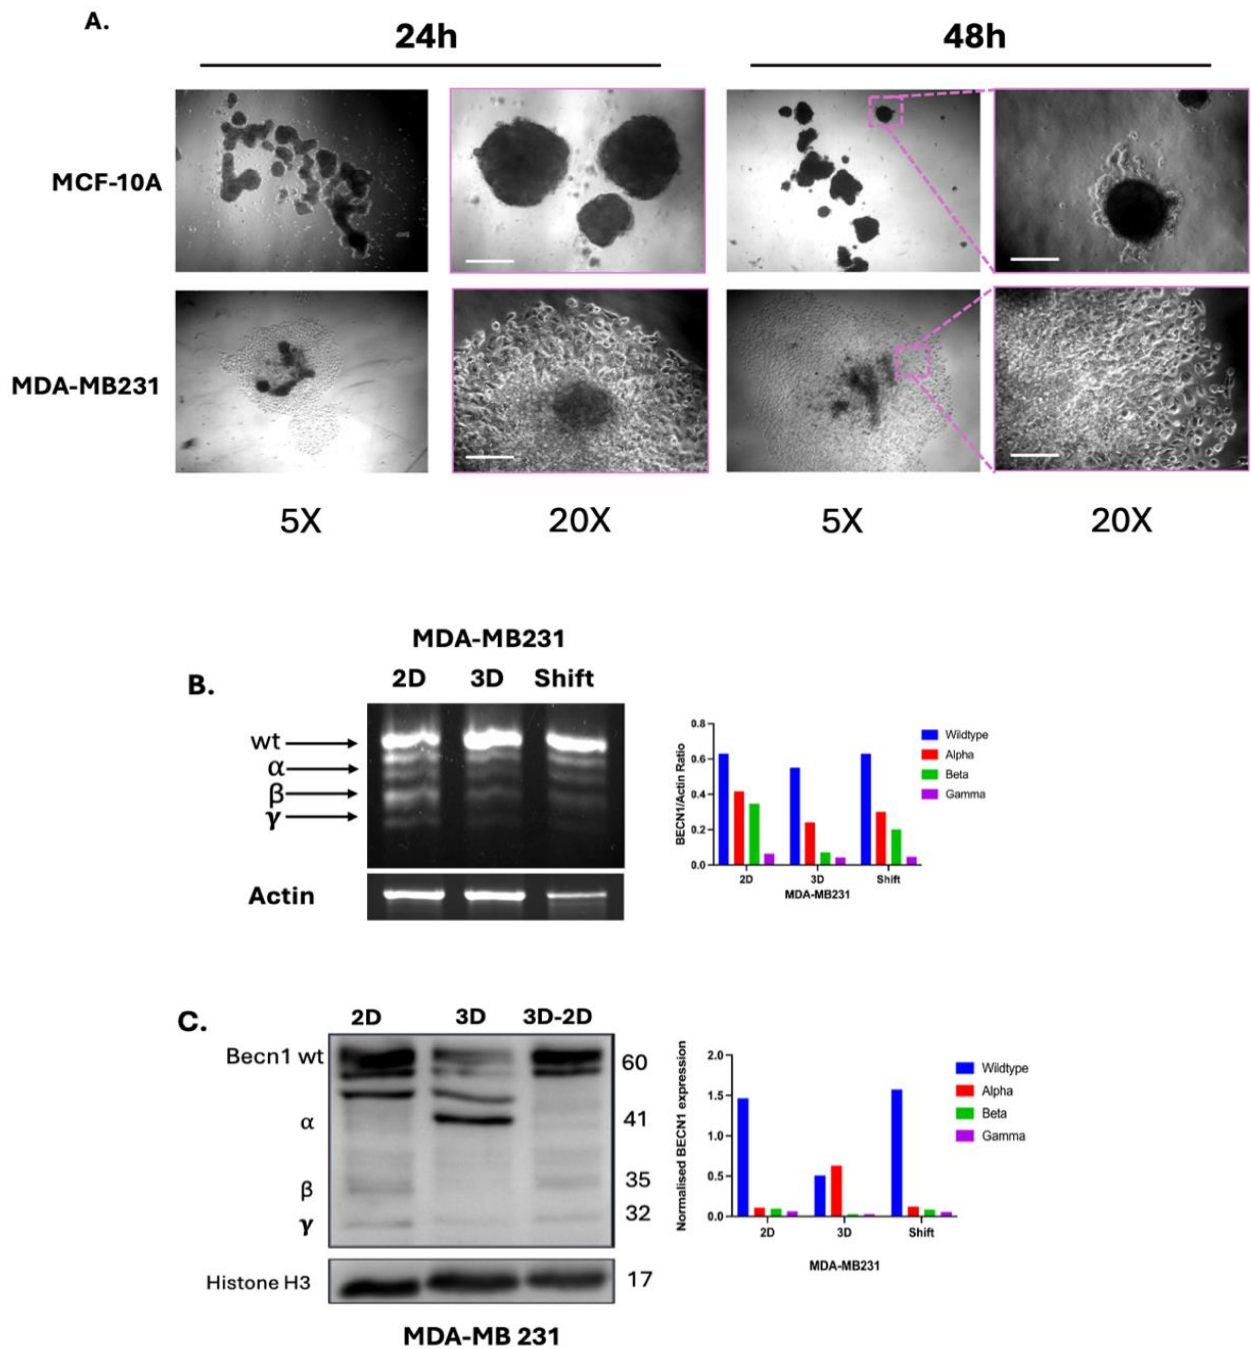 A.
24h 48h
MCF-10A
MDA-MB231
5X 20X 5X 20X
MDA-MB231
B. 2D 3D Shift
wt
α
β
γ
Actin
BECN1/Actin Ratio
0.8
0.6
0.4
0.2
0.0
2D 3D Shift
MDA-MB231
Wildtype
Alpha
Beta
Gamma
C. 2D 3D 3D-2D
Becn1 wt 60
α 41
β 35
γ 32
Histone H3 17
MDA-MB 231
Normalised BECN1 expression
2.0
1.5
1.0
0.5
0.0
2D 3D Shift
MDA-MB231
Wildtype
Alpha
Beta
Gamma